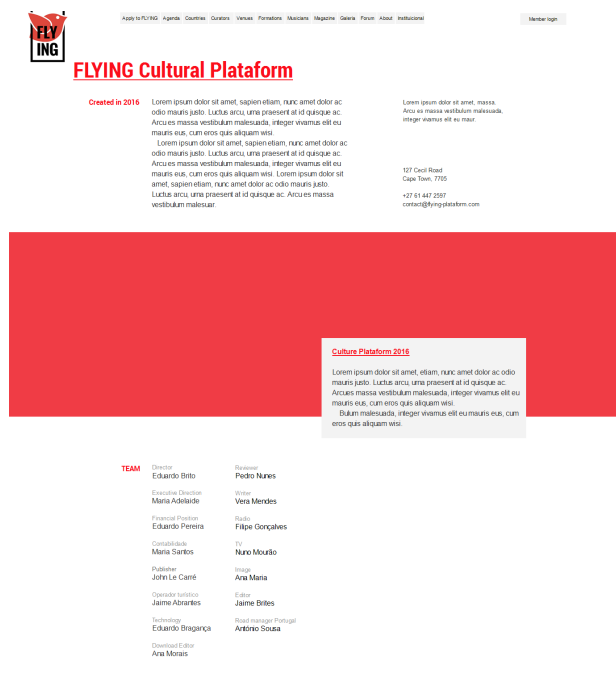 FLY
ING
Apply to FLYING Agenda Countries Curators Venues Formations Musicians Magazine Galeria Forum About Institucional
Member login
FLYING Cultural Plataform
Created in 2016
Lorem ipsum dolor sit amet, sapien etiam, nunc amet dolor ac
odio mauris justo. Luctus arcu, urna praesent at id quisque ac.
Arcu es massa vestibulum malesuada, integer vivamus elit eu
mauris eus, cum eros quis aliquam wisi.
Lorem ipsum dolor sit amet, sapien etiam, nunc amet dolor ac
odio mauris justo. Luctus arcu, urna praesent at id quisque ac.
Arcu es massa vestibulum malesuada, integer vivamus elit eu
mauris eus, cum eros quis aliquam wisi. Lorem ipsum dolor sit
amet, sapien etiam, nunc amet dolor ac odio mauris justo.
Luctus arcu, urna praesent at id quisque ac. Arcu es massa
vestibulum malesuar.
Lorem ipsum dolor sit amet, massa.
Arcu es massa vestibulum malesuada,
integer vivamus elit eu maur.
127 Cecil Road
Cape Town, 7705
+27 61 447 2597
contact@flying-plataform.com
Culture Plataform 2016
Lorem ipsum dolor sit amet, etiam, nunc amet dolor ac odio
mauris justo. Luctus arcu, urna praesent at id quisque ac.
Arcues massa vestibulum malesuada, integer vivamus elit eu
mauris eus, cum eros quis aliquam wisi.
Bulum malesuada, integer vivamus elit eu mauris eus, cum
eros quis aliquam wisi.
TEAM
Director
Eduardo Brito
Executive Direction
Maria Adelaide
Financial Position
Eduardo Pereira
Contabilidade
Maria Santos
Publisher
John Le Carré
Operador turístico
Jaime Abrantes
Technology
Eduardo Bragança
Download Editor
Ana Morais
Reviewer
Pedro Nunes
Writer
Vera Mendes
Radio
Filipe Gonçalves
TV
Nuno Mourão
Image
Ana Maria
Editor
Jaime Brites
Road manager Portugal
António Sousa